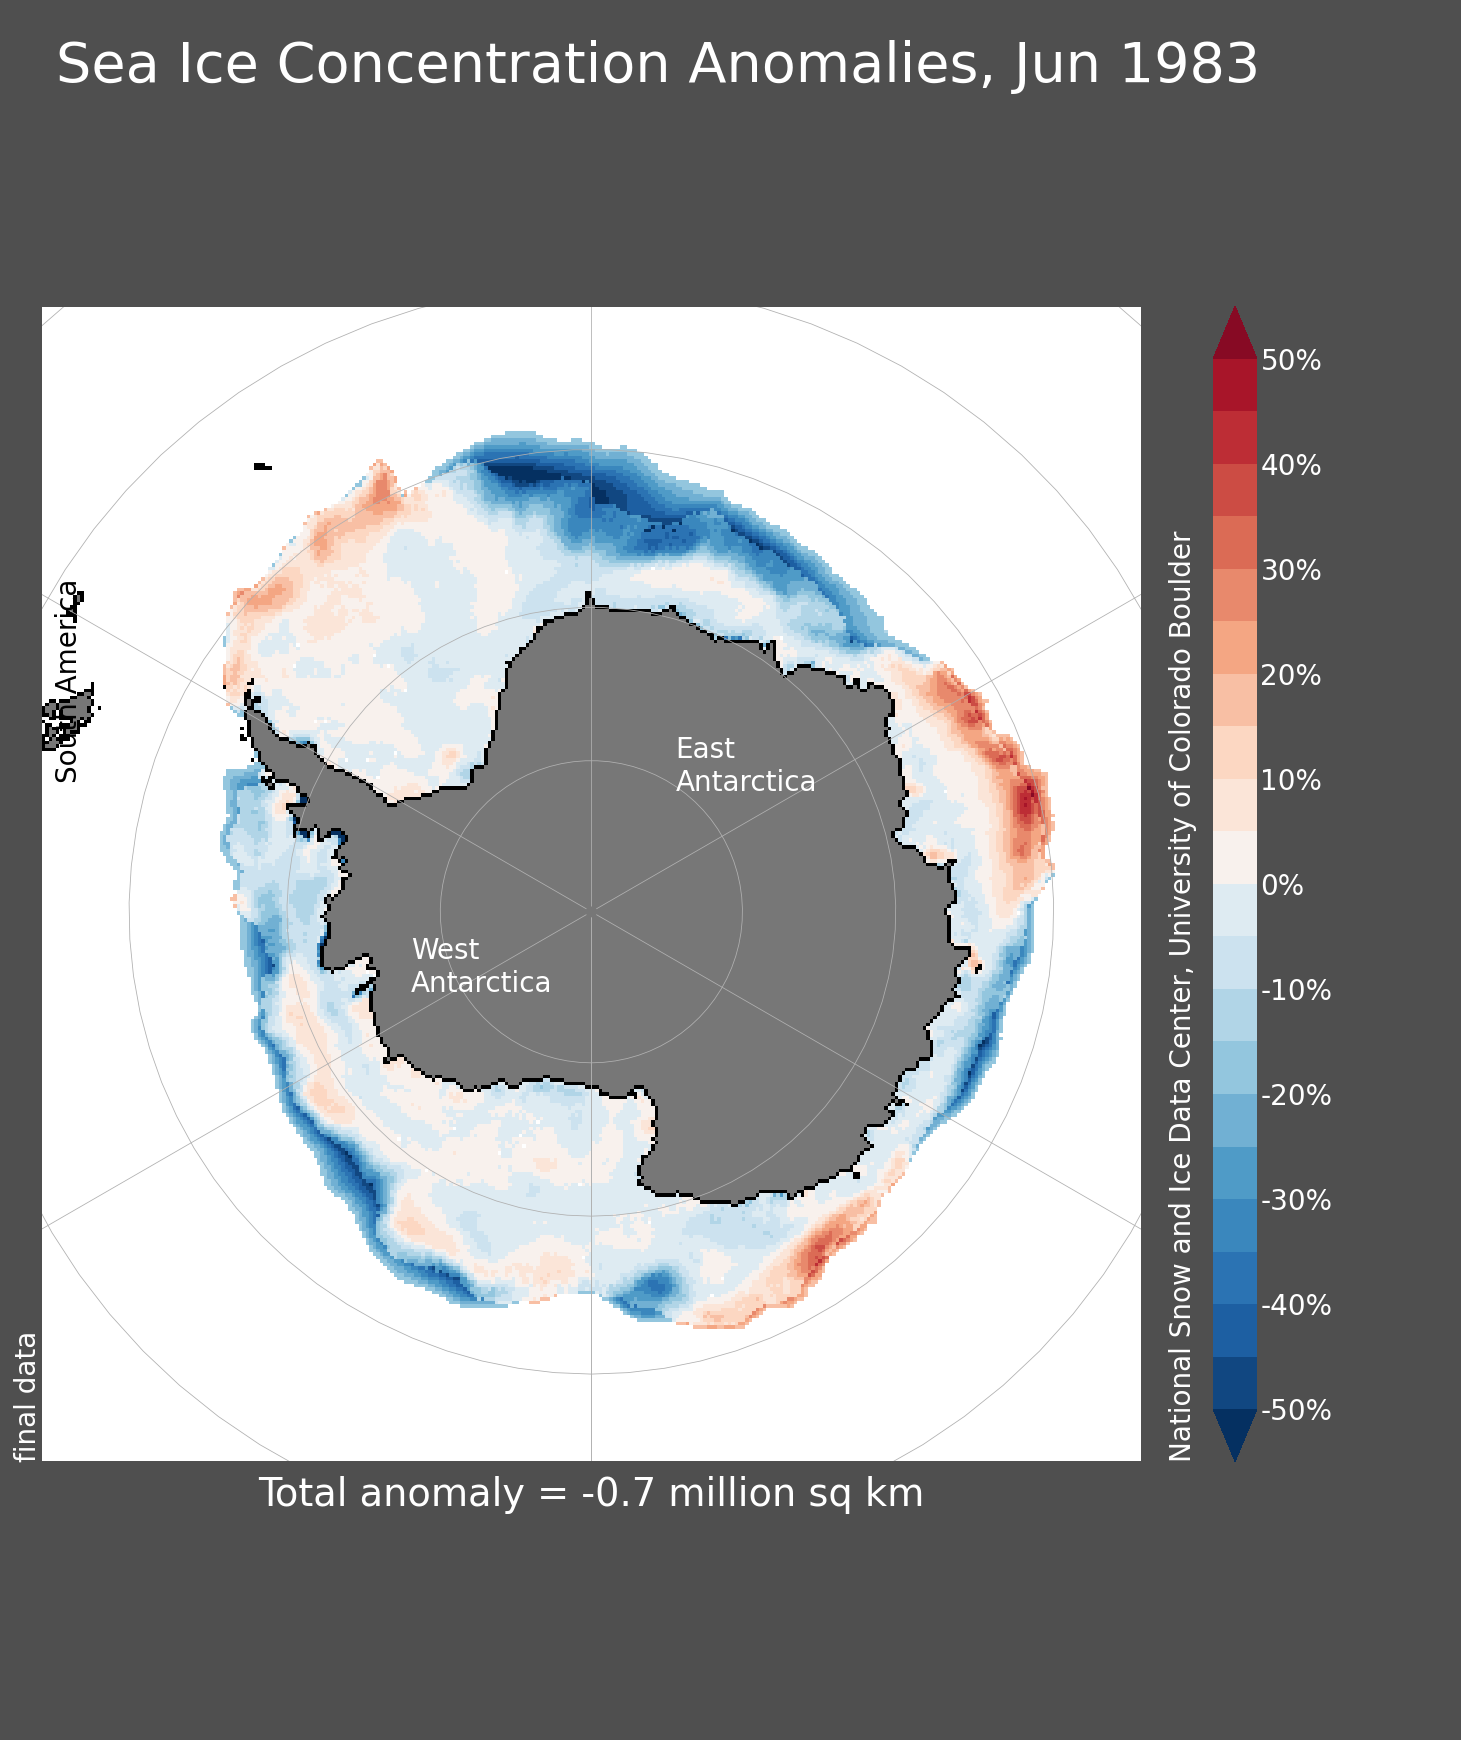 Sea Ice Concentration Anomalies, Jun 1983
South America
East
Antarctica
West
Antarctica
final data
National Snow and Ice Data Center, University of Colorado Boulder
50%
40%
30%
20%
10%
0%
-10%
-20%
-30%
-40%
-50%
Total anomaly = -0.7 million sq km